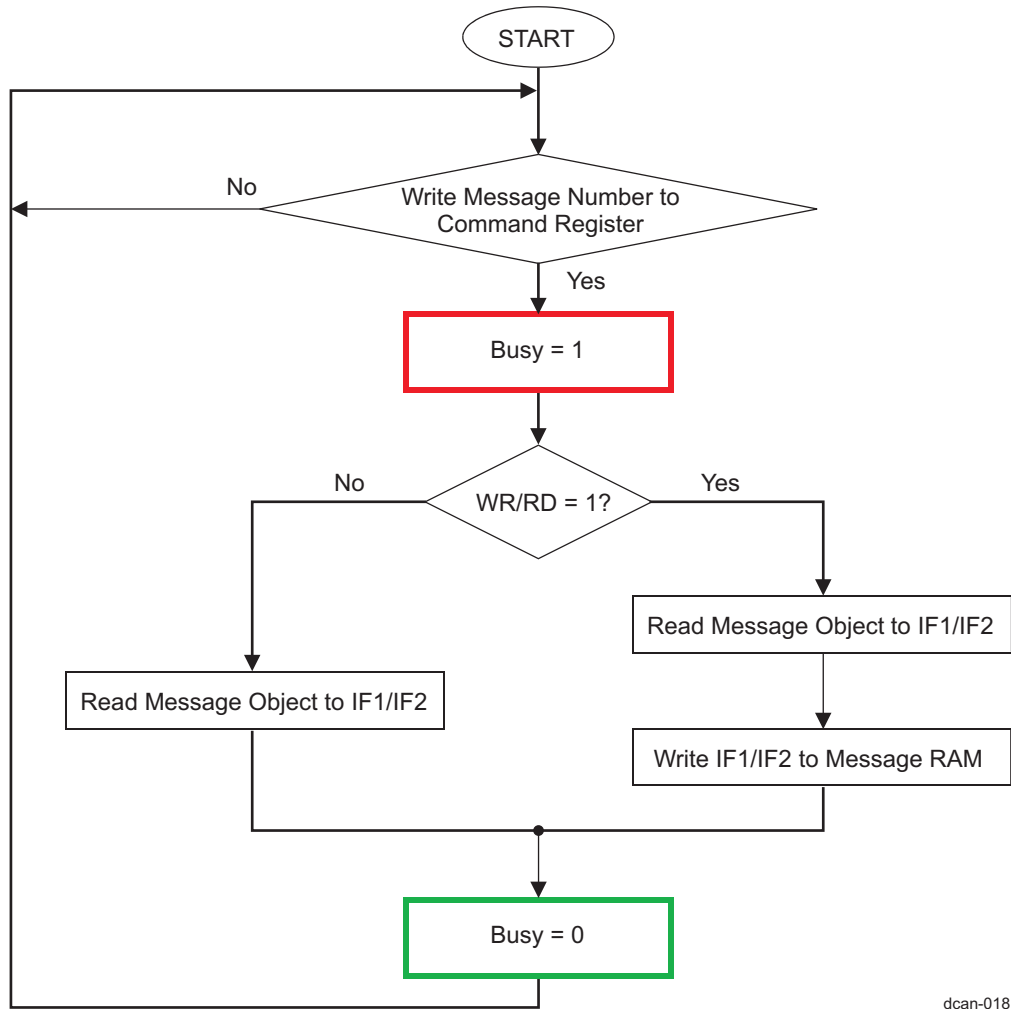 START
No
Write Message Number to
Command Register
Yes
Busy = 1
No
WR/RD = 1?
Yes
Read Message Object to IF1/IF2
Read Message Object to IF1/IF2
Write IF1/IF2 to Message RAM
Busy = 0
dcan-018